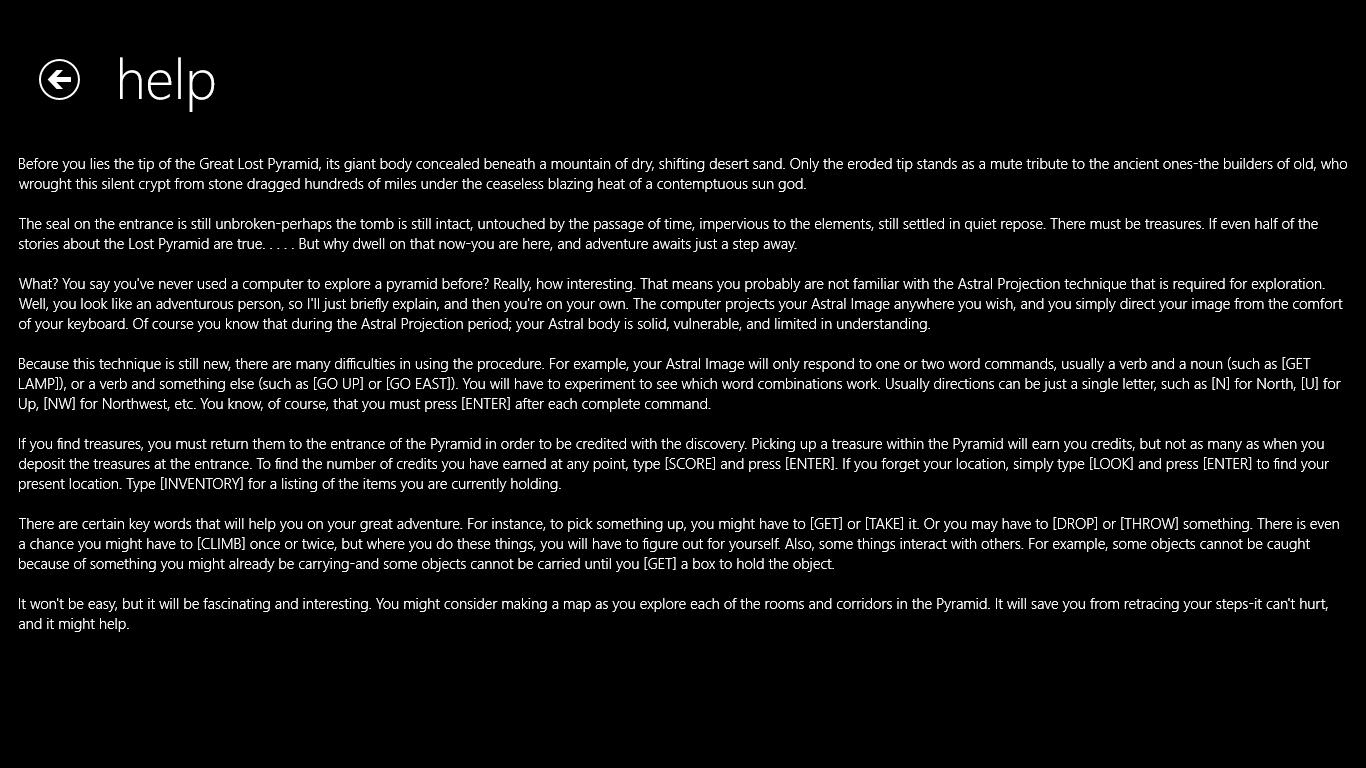 help
Before you lies the tip of the Great Lost Pyramid, its giant body concealed beneath a mountain of dry, shifting desert sand. Only the eroded tip stands as a mute tribute to the ancient ones-the builders of old, who
wrought this silent crypt from stone dragged hundreds of miles under the ceaseless blazing heat of a contemptuous sun god.
The seal on the entrance is still unbroken-perhaps the tomb is still intact, untouched by the passage of time, impervious to the elements, still settled in quiet repose. There must be treasures. If even half of the
stories about the Lost Pyramid are true. . . . . But why dwell on that now-you are here, and adventure awaits just a step away.
What? You say you've never used a computer to explore a pyramid before? Really, how interesting. That means you probably are not familiar with the Astral Projection technique that is required for exploration.
Well, you look like an adventurous person, so I'll just briefly explain, and then you're on your own. The computer projects your Astral Image anywhere you wish, and you simply direct your image from the comfort
of your keyboard. Of course you know that during the Astral Projection period; your Astral body is solid, vulnerable, and limited in understanding.
Because this technique is still new, there are many difficulties in using the procedure. For example, your Astral Image will only respond to one or two word commands, usually a verb and a noun (such as [GET
LAMP]), or a verb and something else (such as [GO UP] or [GO EAST]). You will have to experiment to see which word combinations work. Usually directions can be just a single letter, such as [N] for North, [U] for
Up, [NW] for Northwest, etc. You know, of course, that you must press [ENTER] after each complete command.
If you find treasures, you must return them to the entrance of the Pyramid in order to be credited with the discovery. Picking up a treasure within the Pyramid will earn you credits, but not as many as when you
deposit the treasures at the entrance. To find the number of credits you have earned at any point, type [SCORE] and press [ENTER]. If you forget your location, simply type [LOOK] and press [ENTER] to find your
present location. Type [INVENTORY] for a listing of the items you are currently holding.
There are certain key words that will help you on your great adventure. For instance, to pick something up, you might have to [GET] or [TAKE] it. Or you may have to [DROP] or [THROW] something. There is even
a chance you might have to [CLIMB] once or twice, but where you do these things, you will have to figure out for yourself. Also, some things interact with others. For example, some objects cannot be caught
because of something you might already be carrying-and some objects cannot be carried until you [GET] a box to hold the object.
It won't be easy, but it will be fascinating and interesting. You might consider making a map as you explore each of the rooms and corridors in the Pyramid. It will save you from retracing your steps-it can't hurt,
and it might help.